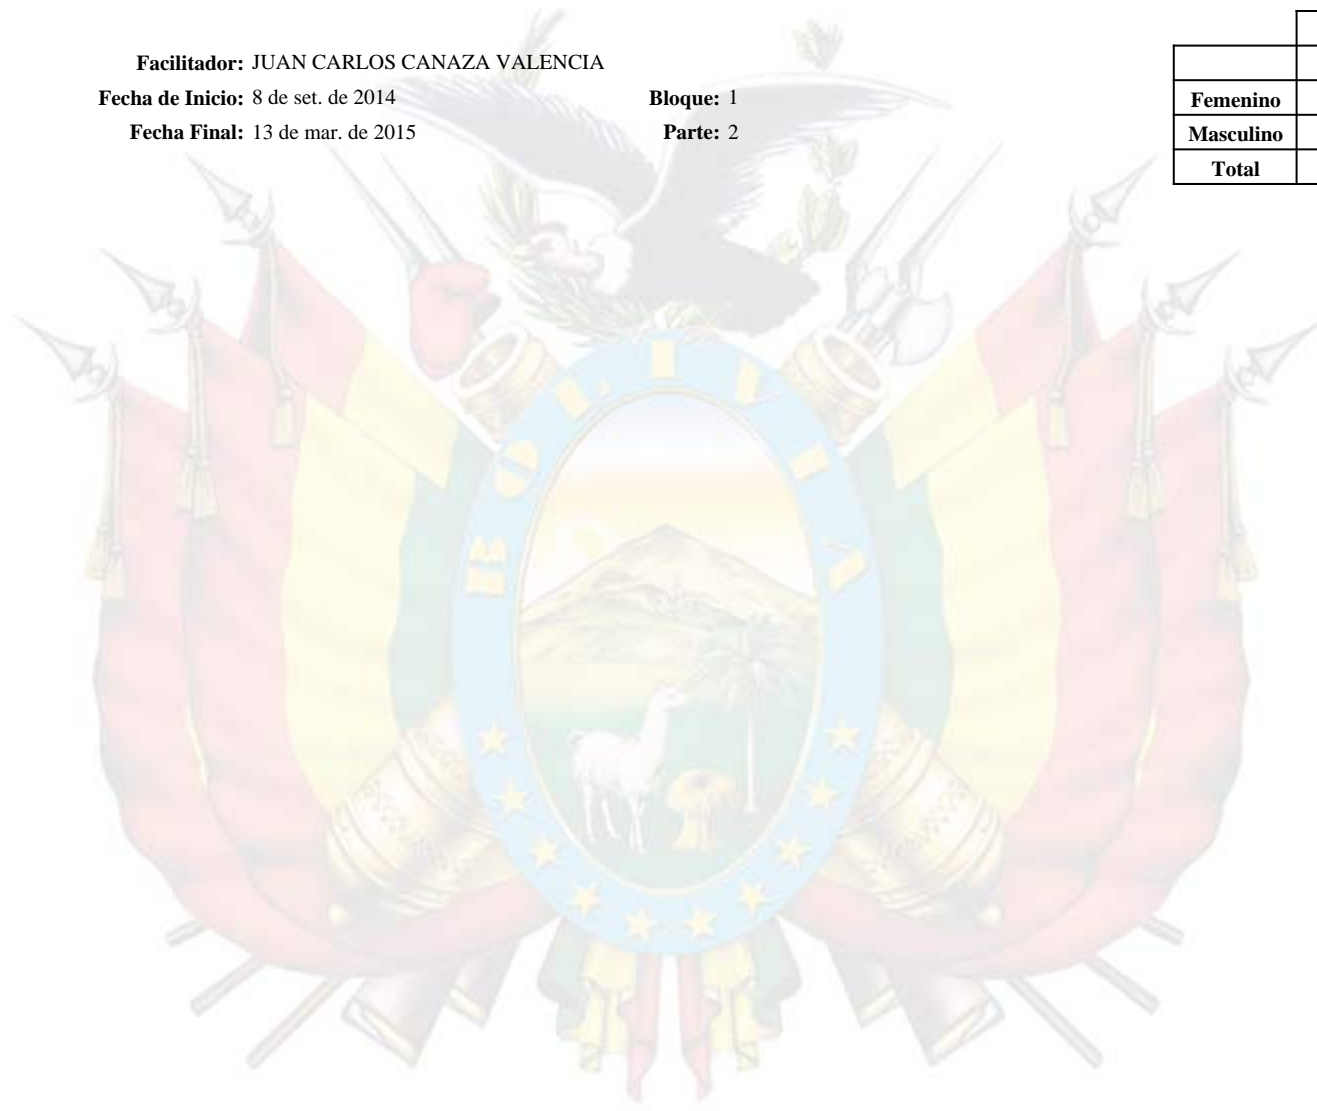 Facilitador: JUAN CARLOS CANAZA VALENCIA
Fecha de Inicio: 8 de set. de 2014 Bloque: 1
Fecha Final: 13 de mar. de 2015 Parte: 2
Femenino
Masculino
Total
BOLIVIA